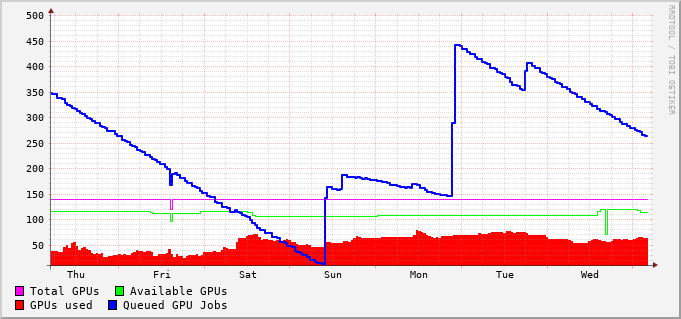 500
450
400
350
300
250
200
150
100
50
Thu Fri Sat Sun Mon Tue Wed
Total GPUs Available GPUs
GPUs used Queued GPU Jobs
RRDTOOL / TOBI OETIKER